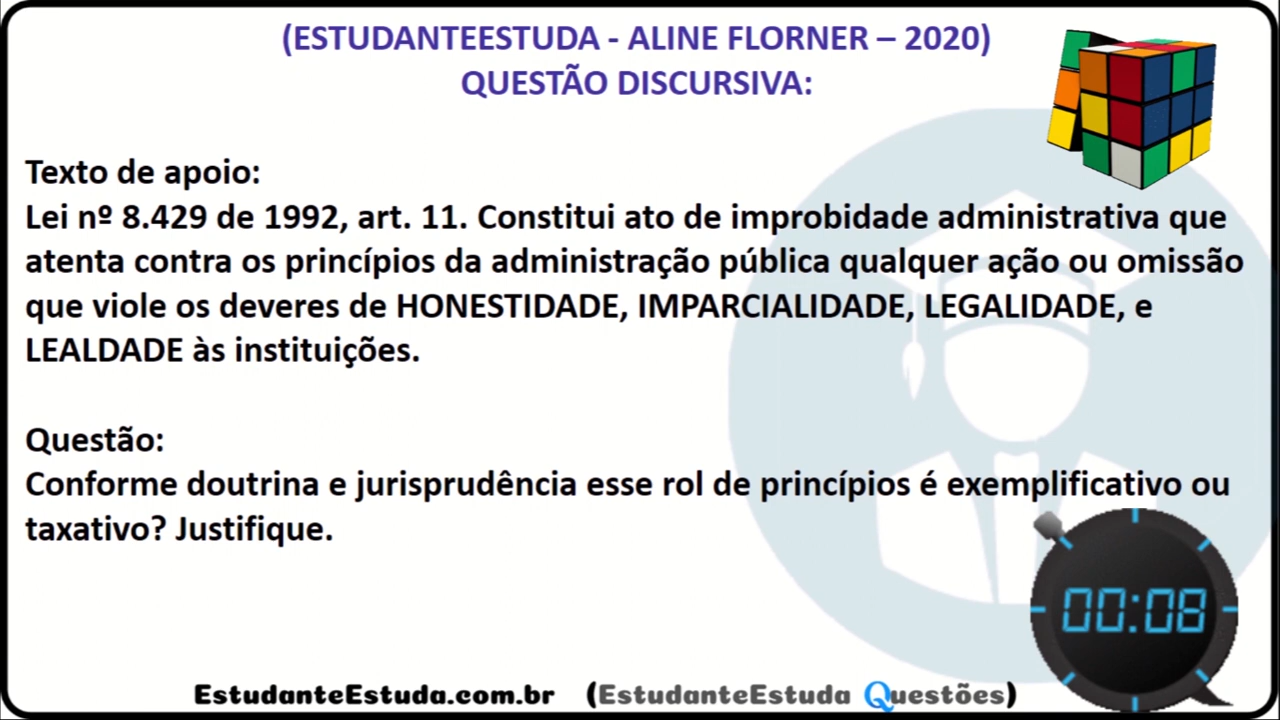 (ESTUDANTEESTUDA - ALINE FLORNER – 2020)
QUESTÃO DISCURSIVA:
Texto de apoio:
Lei nº 8.429 de 1992, art. 11. Constitui ato de improbidade administrativa que
atenta contra os princípios da administração pública qualquer ação ou omissão
que viole os deveres de HONESTIDADE, IMPARCIALIDADE, LEGALIDADE, e
LEALDADE às instituições.
Questão:
Conforme doutrina e jurisprudência esse rol de princípios é exemplificativo ou
taxativo? Justifique.
00:08
EstudanteEstuda.com.br (EstudanteEstuda Questões)